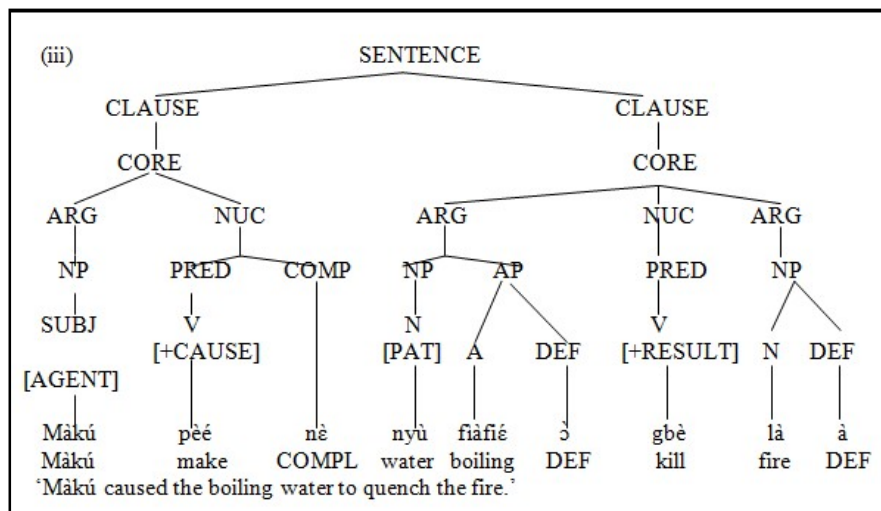 (iii) SENTENCE
CLAUSE CLAUSE
CORE CORE
ARG NUC ARG NUC ARG
NP PRED COMP NP AP PRED NP
SUBJ V N V
[+CAUSE] [PAT] A DEF [+RESULT] N DEF
[AGENT]
Màkú pèé nɛ̀ nyù fiàfiɛ́ ɔ̀ gbè là à
Màkú make COMPL water boiling DEF kill fire DEF
‘Màkú caused the boiling water to quench the fire.’